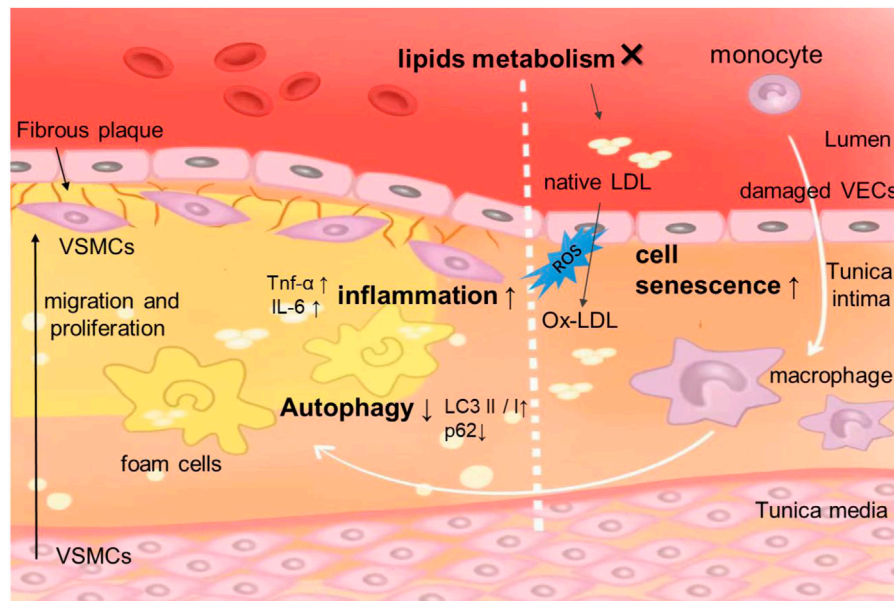 lipids metabolism ✕
monocyte
Fibrous plaque
Lumen
native LDL
damaged VECs
VSMCs
ROS
cell
senescence ↑
migration and
proliferation
Tnf-α ↑
IL-6 ↑
inflammation ↑
Tunica
intima
Ox-LDL
macrophage
Autophagy ↓
LC3 II / I↑
p62↓
foam cells
Tunica media
VSMCs